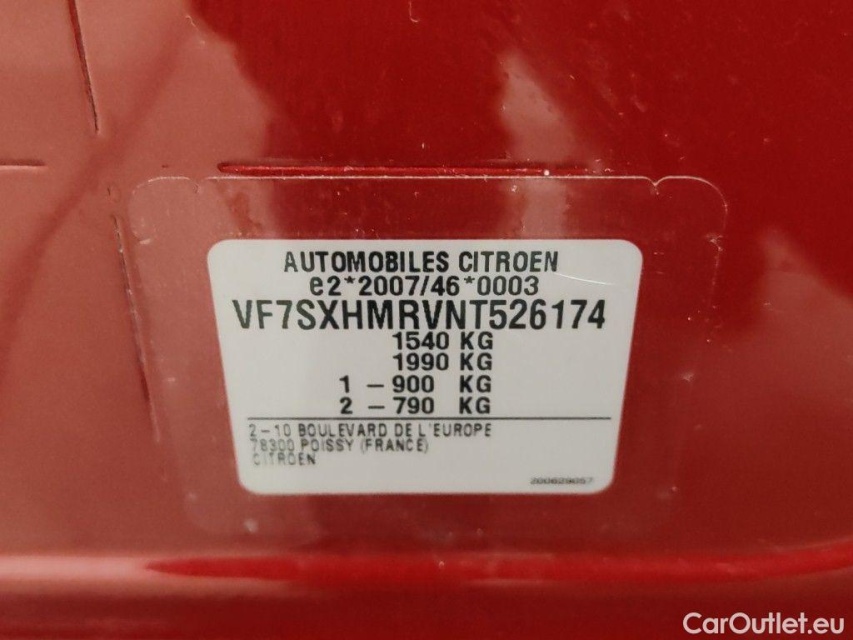 AUTOMOBILES CITROEN
e2*2007/46*0003
VF7SXHMRVNT526174
1540 KG
1990 KG
1 – 900 KG
2 – 790 KG
2–10 BOULEVARD DE L'EUROPE
78300 POISSY (FRANCE)
CITROEN
200629057
CarOutlet.eu